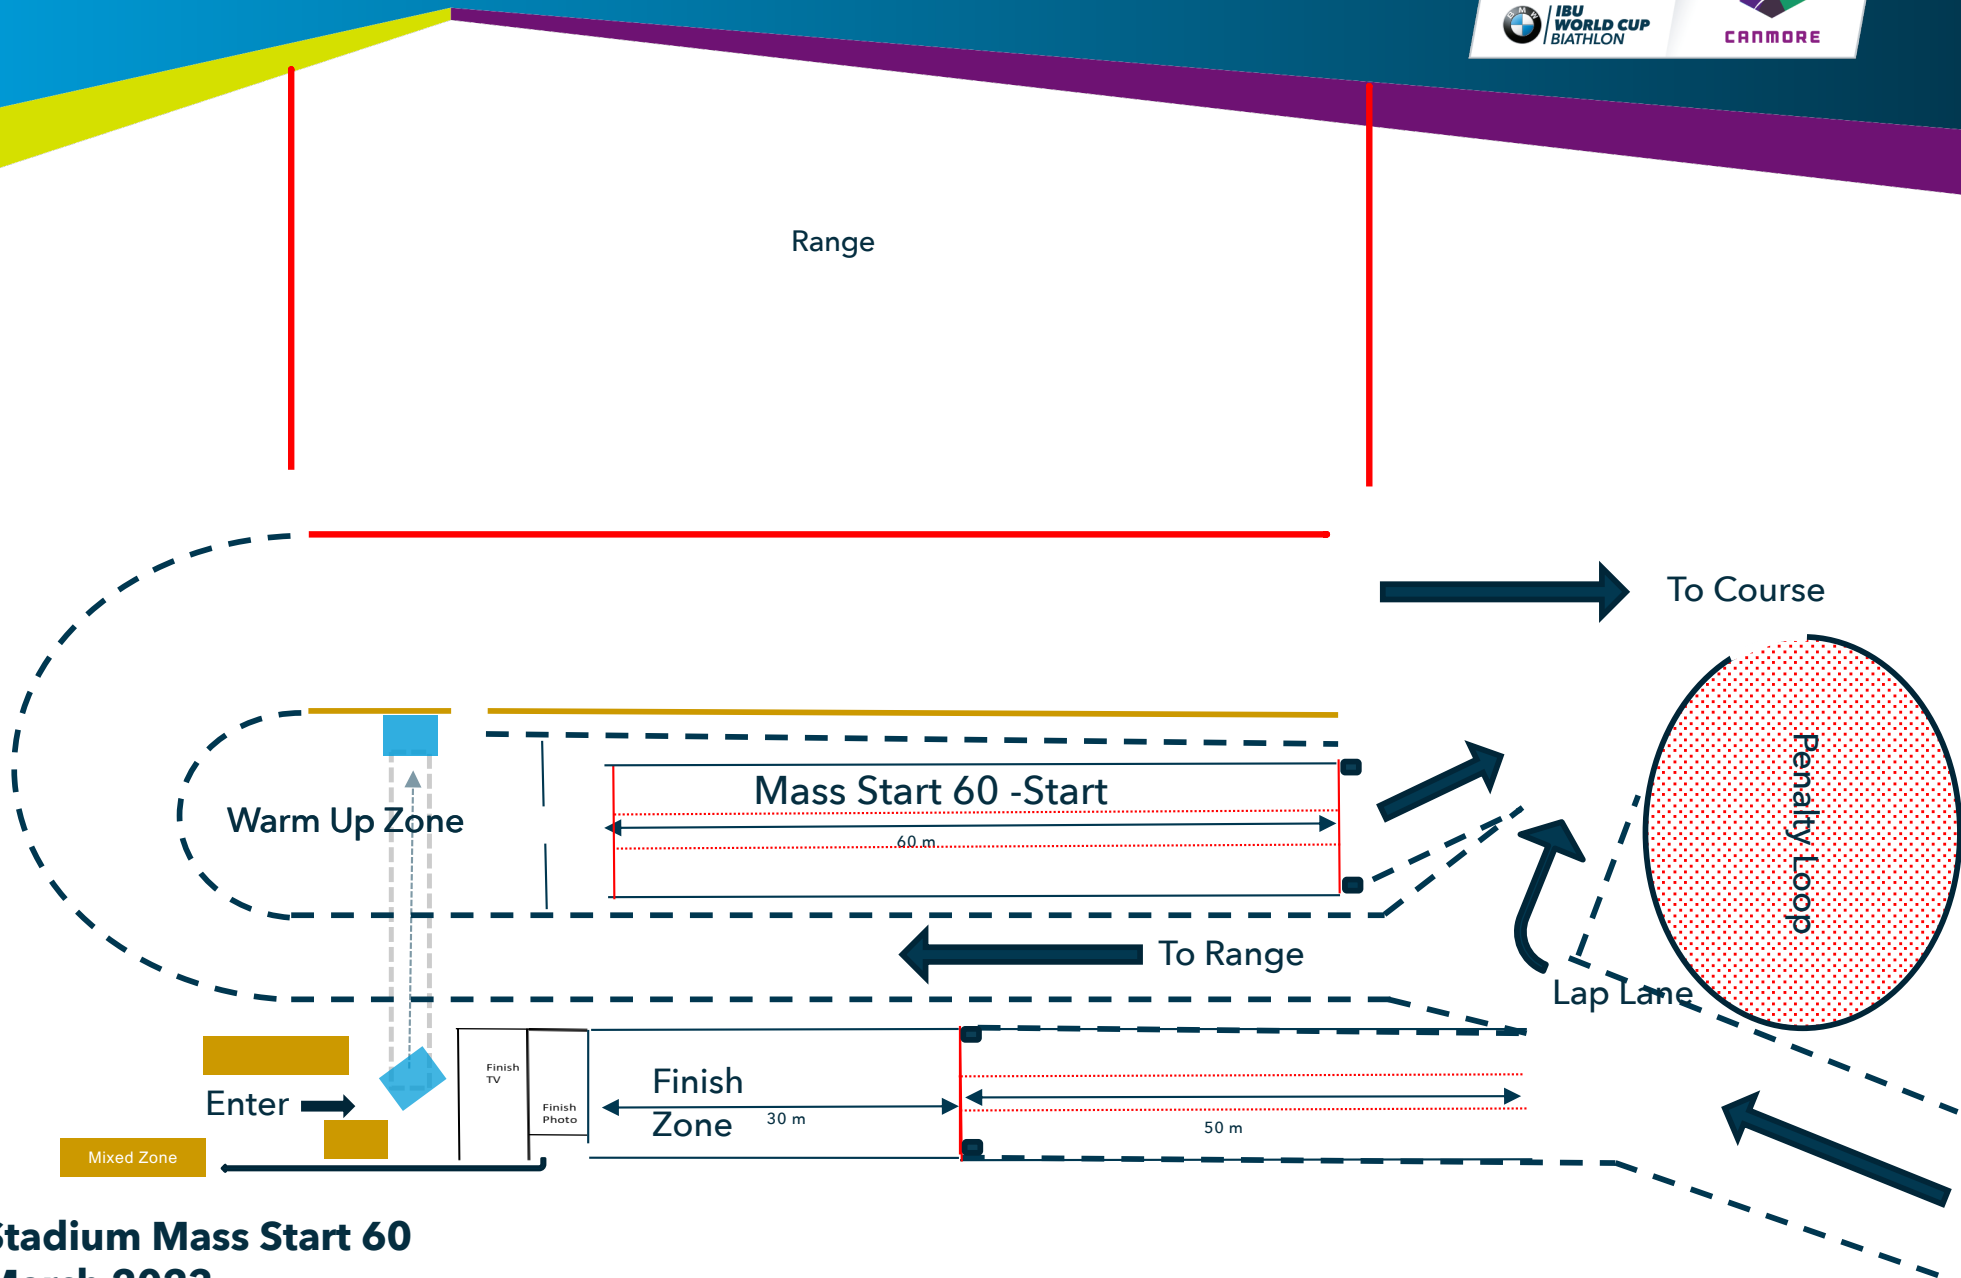 BMW
IBU
WORLD CUP
BIATHLON
CANMORE
Range
To Course
Mass Start 60 -Start
60 m
Warm Up Zone
Penalty Loop
To Range
Lap Lane
Finish
TV
Finish
Photo
Finish
Zone
30 m
50 m
Enter
Mixed Zone
Stadium Mass Start 60